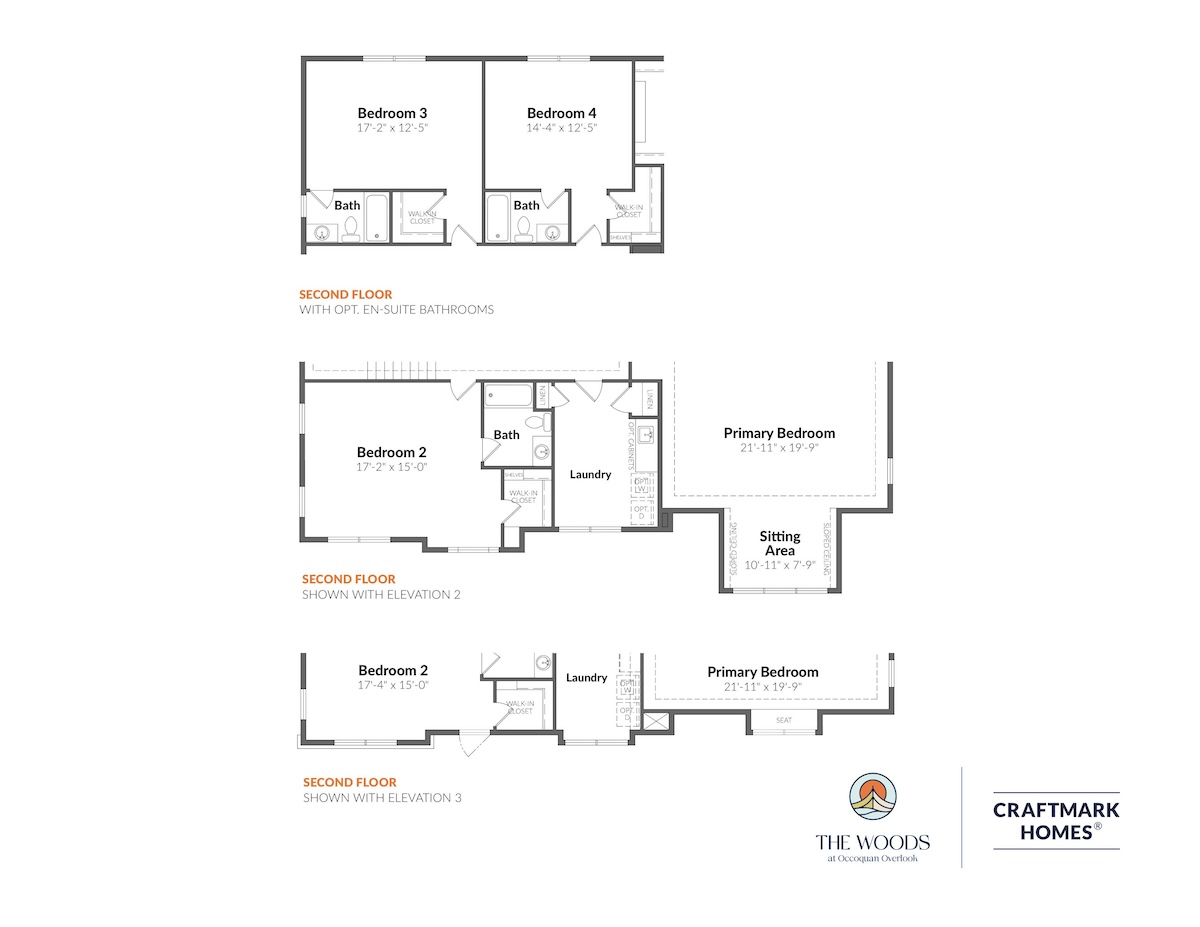 Bedroom 3
17'-2" x 12'-5"
Bedroom 4
14'-4" x 12'-5"
Bath
WALK-IN
CLOSET
Bath
WALK-IN
CLOSET
SHELVES
SECOND FLOOR
WITH OPT. EN-SUITE BATHROOMS
LINEN
LINEN
Bath
OPT. CABINETS
Primary Bedroom
21'-11" x 19'-9"
Bedroom 2
17'-2" x 15'-0"
Laundry
SHELVES
WALK-IN
CLOSET
OPT.
W
OPT.
D
SLOPED CEILING
Sitting
Area
10'-11" x 7'-9"
SLOPED CEILING
SECOND FLOOR
SHOWN WITH ELEVATION 2
Bedroom 2
17'-4" x 15'-0"
Laundry
Primary Bedroom
21'-11" x 19'-9"
WALK-IN
CLOSET
OPT.
W
OPT.
D
SEAT
SECOND FLOOR
SHOWN WITH ELEVATION 3
THE WOODS
at Occoquan Overlook
CRAFTMARK
HOMES®